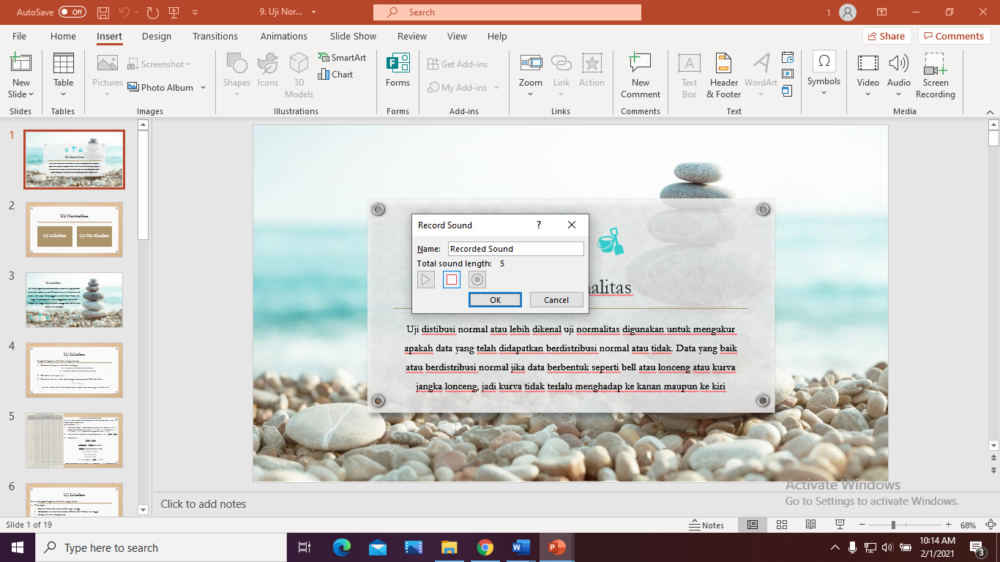 AutoSave Off 9. Uji Nor... Search 1
File Home Insert Design Transitions Animations Slide Show Review View Help Share Comments
New Slide
Table
Pictures
Screenshot
Photo Album
Shapes
Icons
3D Models
SmartArt
Chart
Forms
Get Add-ins
My Add-ins
Zoom
Link
Action
New Comment
Text Box
Header & Footer
WordArt
Symbols
Video
Audio
Screen Recording
Slides Tables Images Illustrations Forms Add-ins Links Comments Text Media
1
Uji Normalitas
2
Uji Normalitas
Uji Liliefors Uji Chi Kuadrat
3
4
Uji Liliefors
5
6
Uji Liliefors
Record Sound ?
Name: Recorded Sound
Total sound length: 5
OK Cancel
alitas
Uji distibusi normal atau lebih dikenal uji normalitas digunakan untuk mengukur
apakah data yang telah didapatkan berdistribusi normal atau tidak. Data yang baik
atau berdistribusi normal jika data berbentuk seperti bell atau lonceng atau kurva
jangka lonceng, jadi kurva tidak terlalu menghadap ke kanan maupun ke kiri
Activate Windows
Go to Settings to activate Windows.
Click to add notes
Slide 1 of 19 Notes 68%
Type here to search
10:14 AM
2/1/2021
3